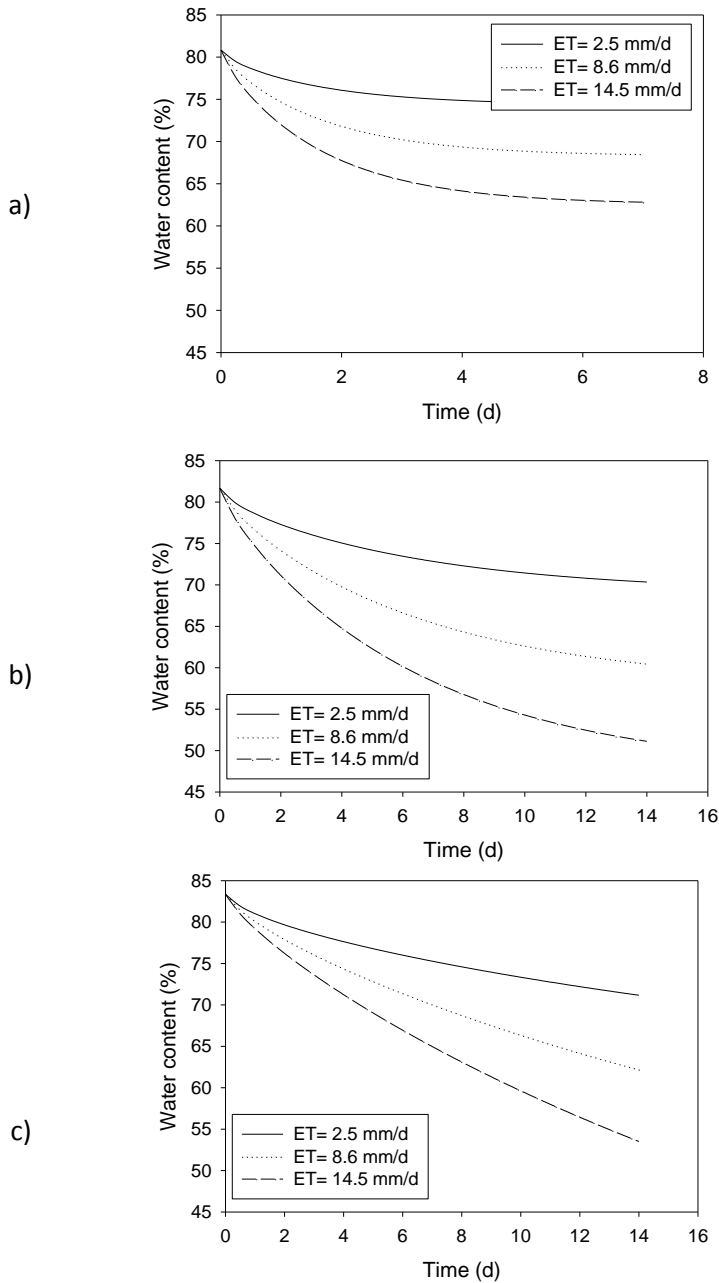 a)
Water content (%)
85
80
75
70
65
60
55
50
45
ET= 2.5 mm/d
ET= 8.6 mm/d
ET= 14.5 mm/d
0 2 4 6 8
Time (d)
b)
Water content (%)
85
80
75
70
65
60
55
50
45
ET= 2.5 mm/d
ET= 8.6 mm/d
ET= 14.5 mm/d
0 2 4 6 8 10 12 14 16
Time (d)
c)
Water content (%)
85
80
75
70
65
60
55
50
45
ET= 2.5 mm/d
ET= 8.6 mm/d
ET= 14.5 mm/d
0 2 4 6 8 10 12 14 16
Time (d)